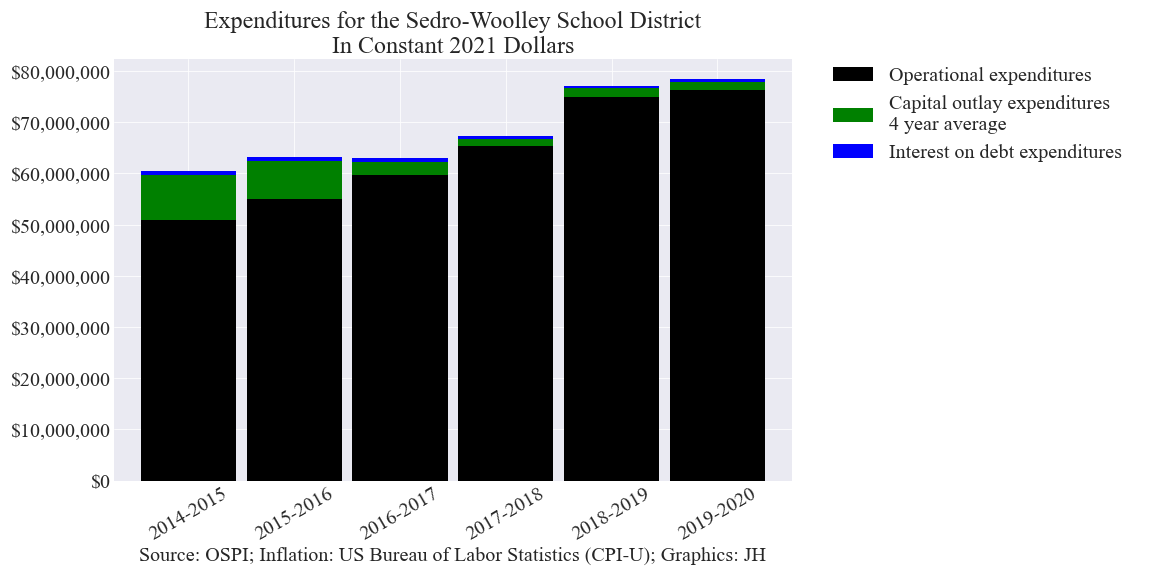 Expenditures for the Sedro-Woolley School District
In Constant 2021 Dollars
$80,000,000
$70,000,000
$60,000,000
$50,000,000
$40,000,000
$30,000,000
$20,000,000
$10,000,000
$0
2014-2015
2015-2016
2016-2017
2017-2018
2018-2019
2019-2020
Source: OSPI; Inflation: US Bureau of Labor Statistics (CPI-U); Graphics: JH
Operational expenditures
Capital outlay expenditures
4 year average
Interest on debt expenditures